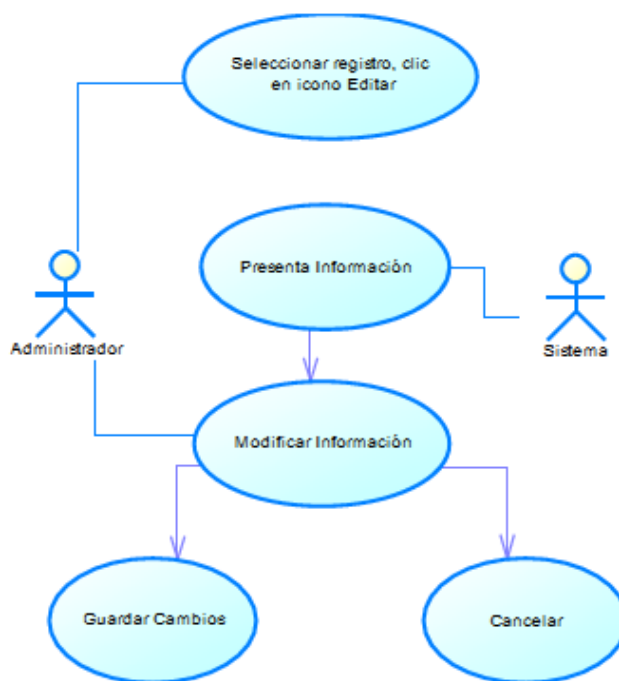 Seleccionar registro, clic
en icono Editar
Presenta Información
Administrador
Sistema
Modificar Información
Guardar Cambios
Cancelar